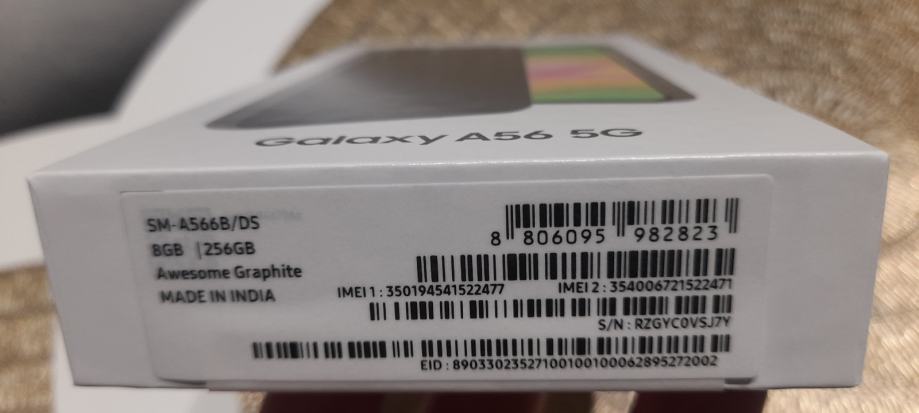 Galaxy A56 5G
SM-A566B/DS
8GB | 256GB
Awesome Graphite
MADE IN INDIA
8 806095 982823
IMEI 1 : 350194541522477
IMEI 2 : 354006721522471
S/N : RZGYC0VSJ7Y
EID : 89033023527100100100062895272002